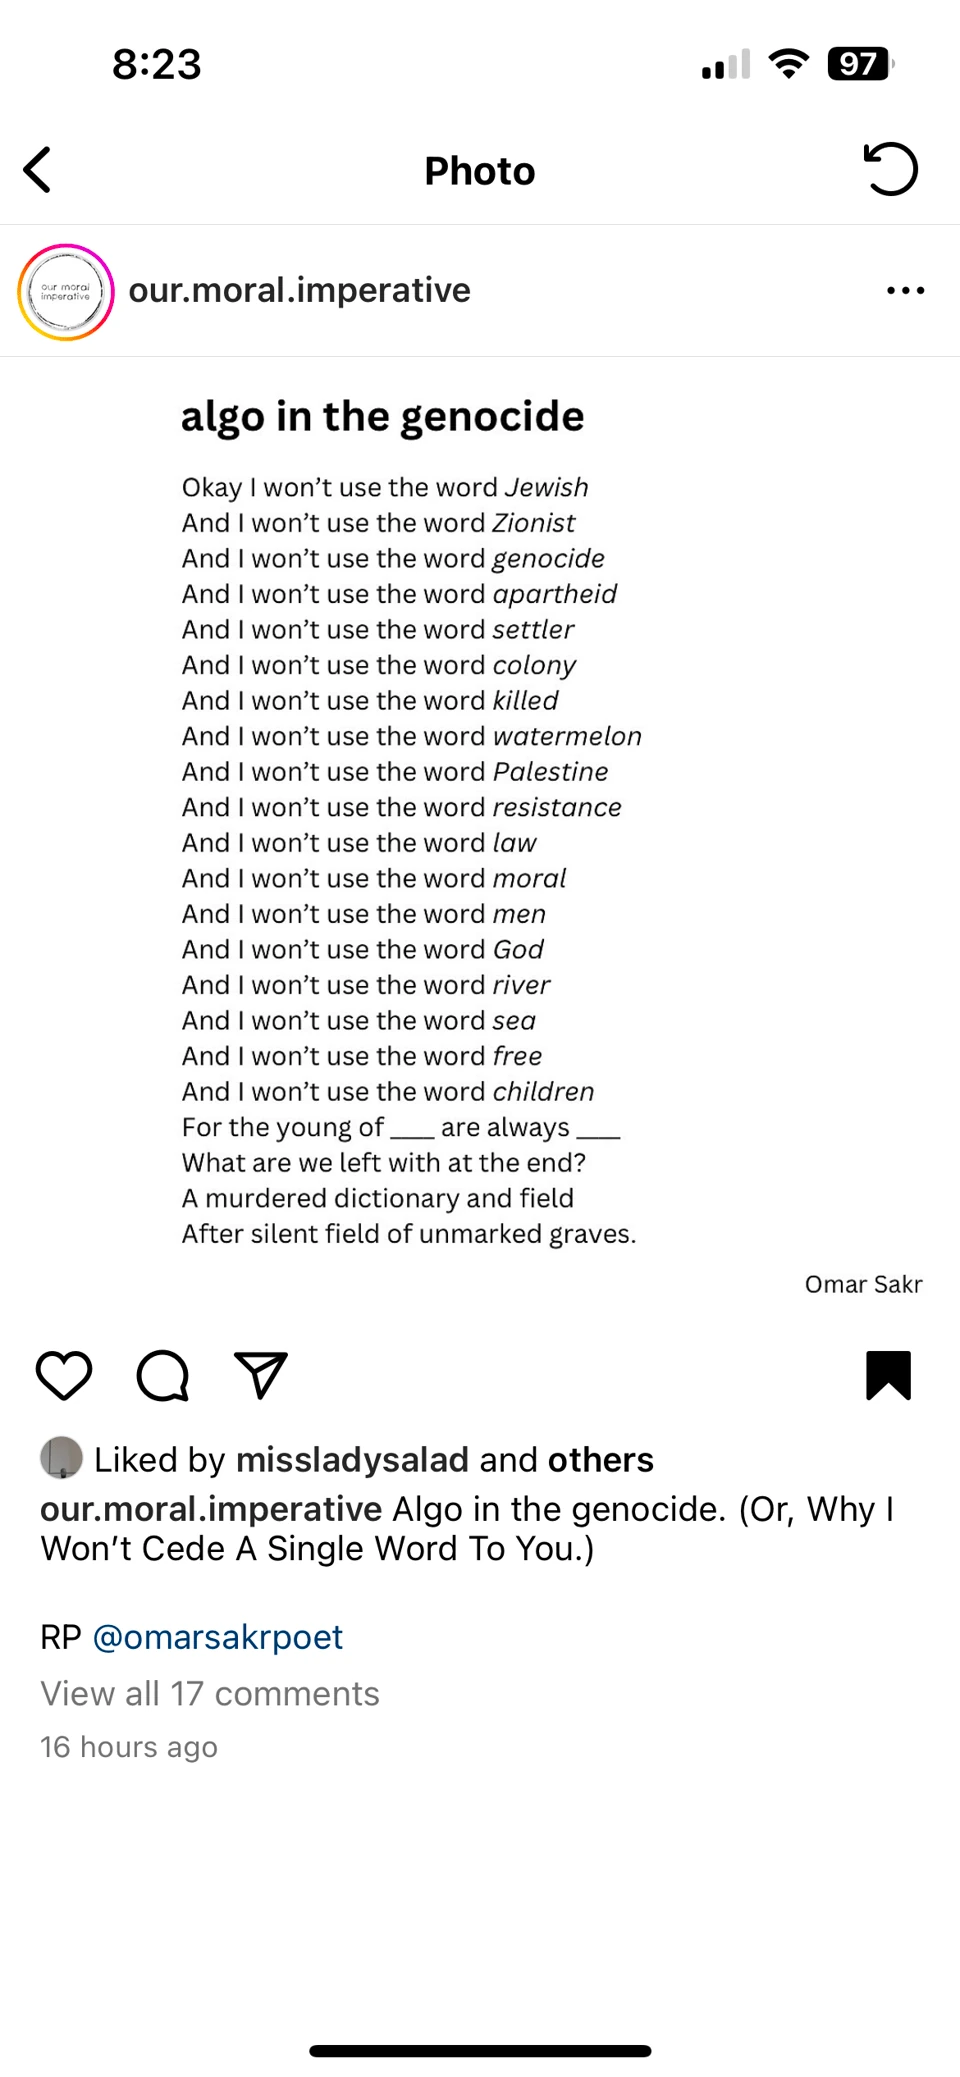 8:23
97
Photo
our moral
imperative
our.moral.imperative
algo in the genocide
Okay I won’t use the word Jewish
And I won’t use the word Zionist
And I won’t use the word genocide
And I won’t use the word apartheid
And I won’t use the word settler
And I won’t use the word colony
And I won’t use the word killed
And I won’t use the word watermelon
And I won’t use the word Palestine
And I won’t use the word resistance
And I won’t use the word law
And I won’t use the word moral
And I won’t use the word men
And I won’t use the word God
And I won’t use the word river
And I won’t use the word sea
And I won’t use the word free
And I won’t use the word children
For the young of ___ are always ___
What are we left with at the end?
A murdered dictionary and field
After silent field of unmarked graves.
Omar Sakr
Liked by missladysalad and others
our.moral.imperative Algo in the genocide. (Or, Why I
Won’t Cede A Single Word To You.)
RP @omarsakrpoet
View all 17 comments
16 hours ago